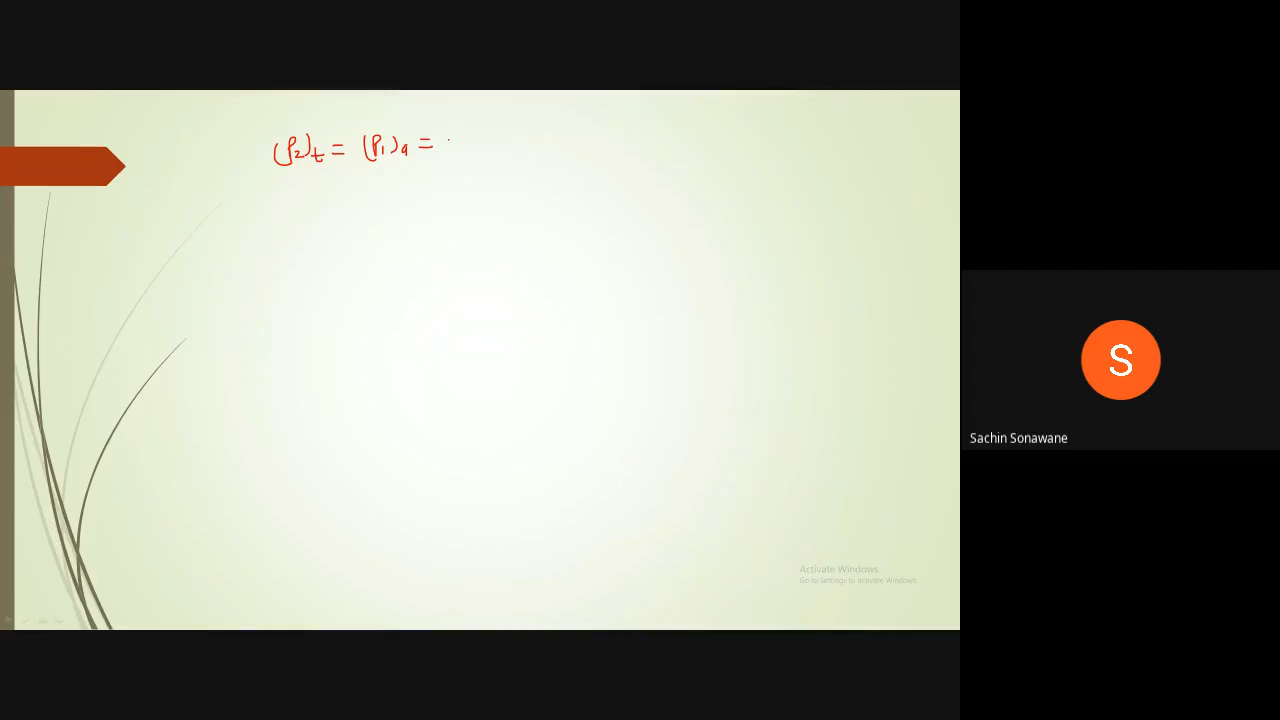 (P2)t = (P1)a =
S
Sachin Sonawane
Activate Windows
Go to Settings to activate Windows